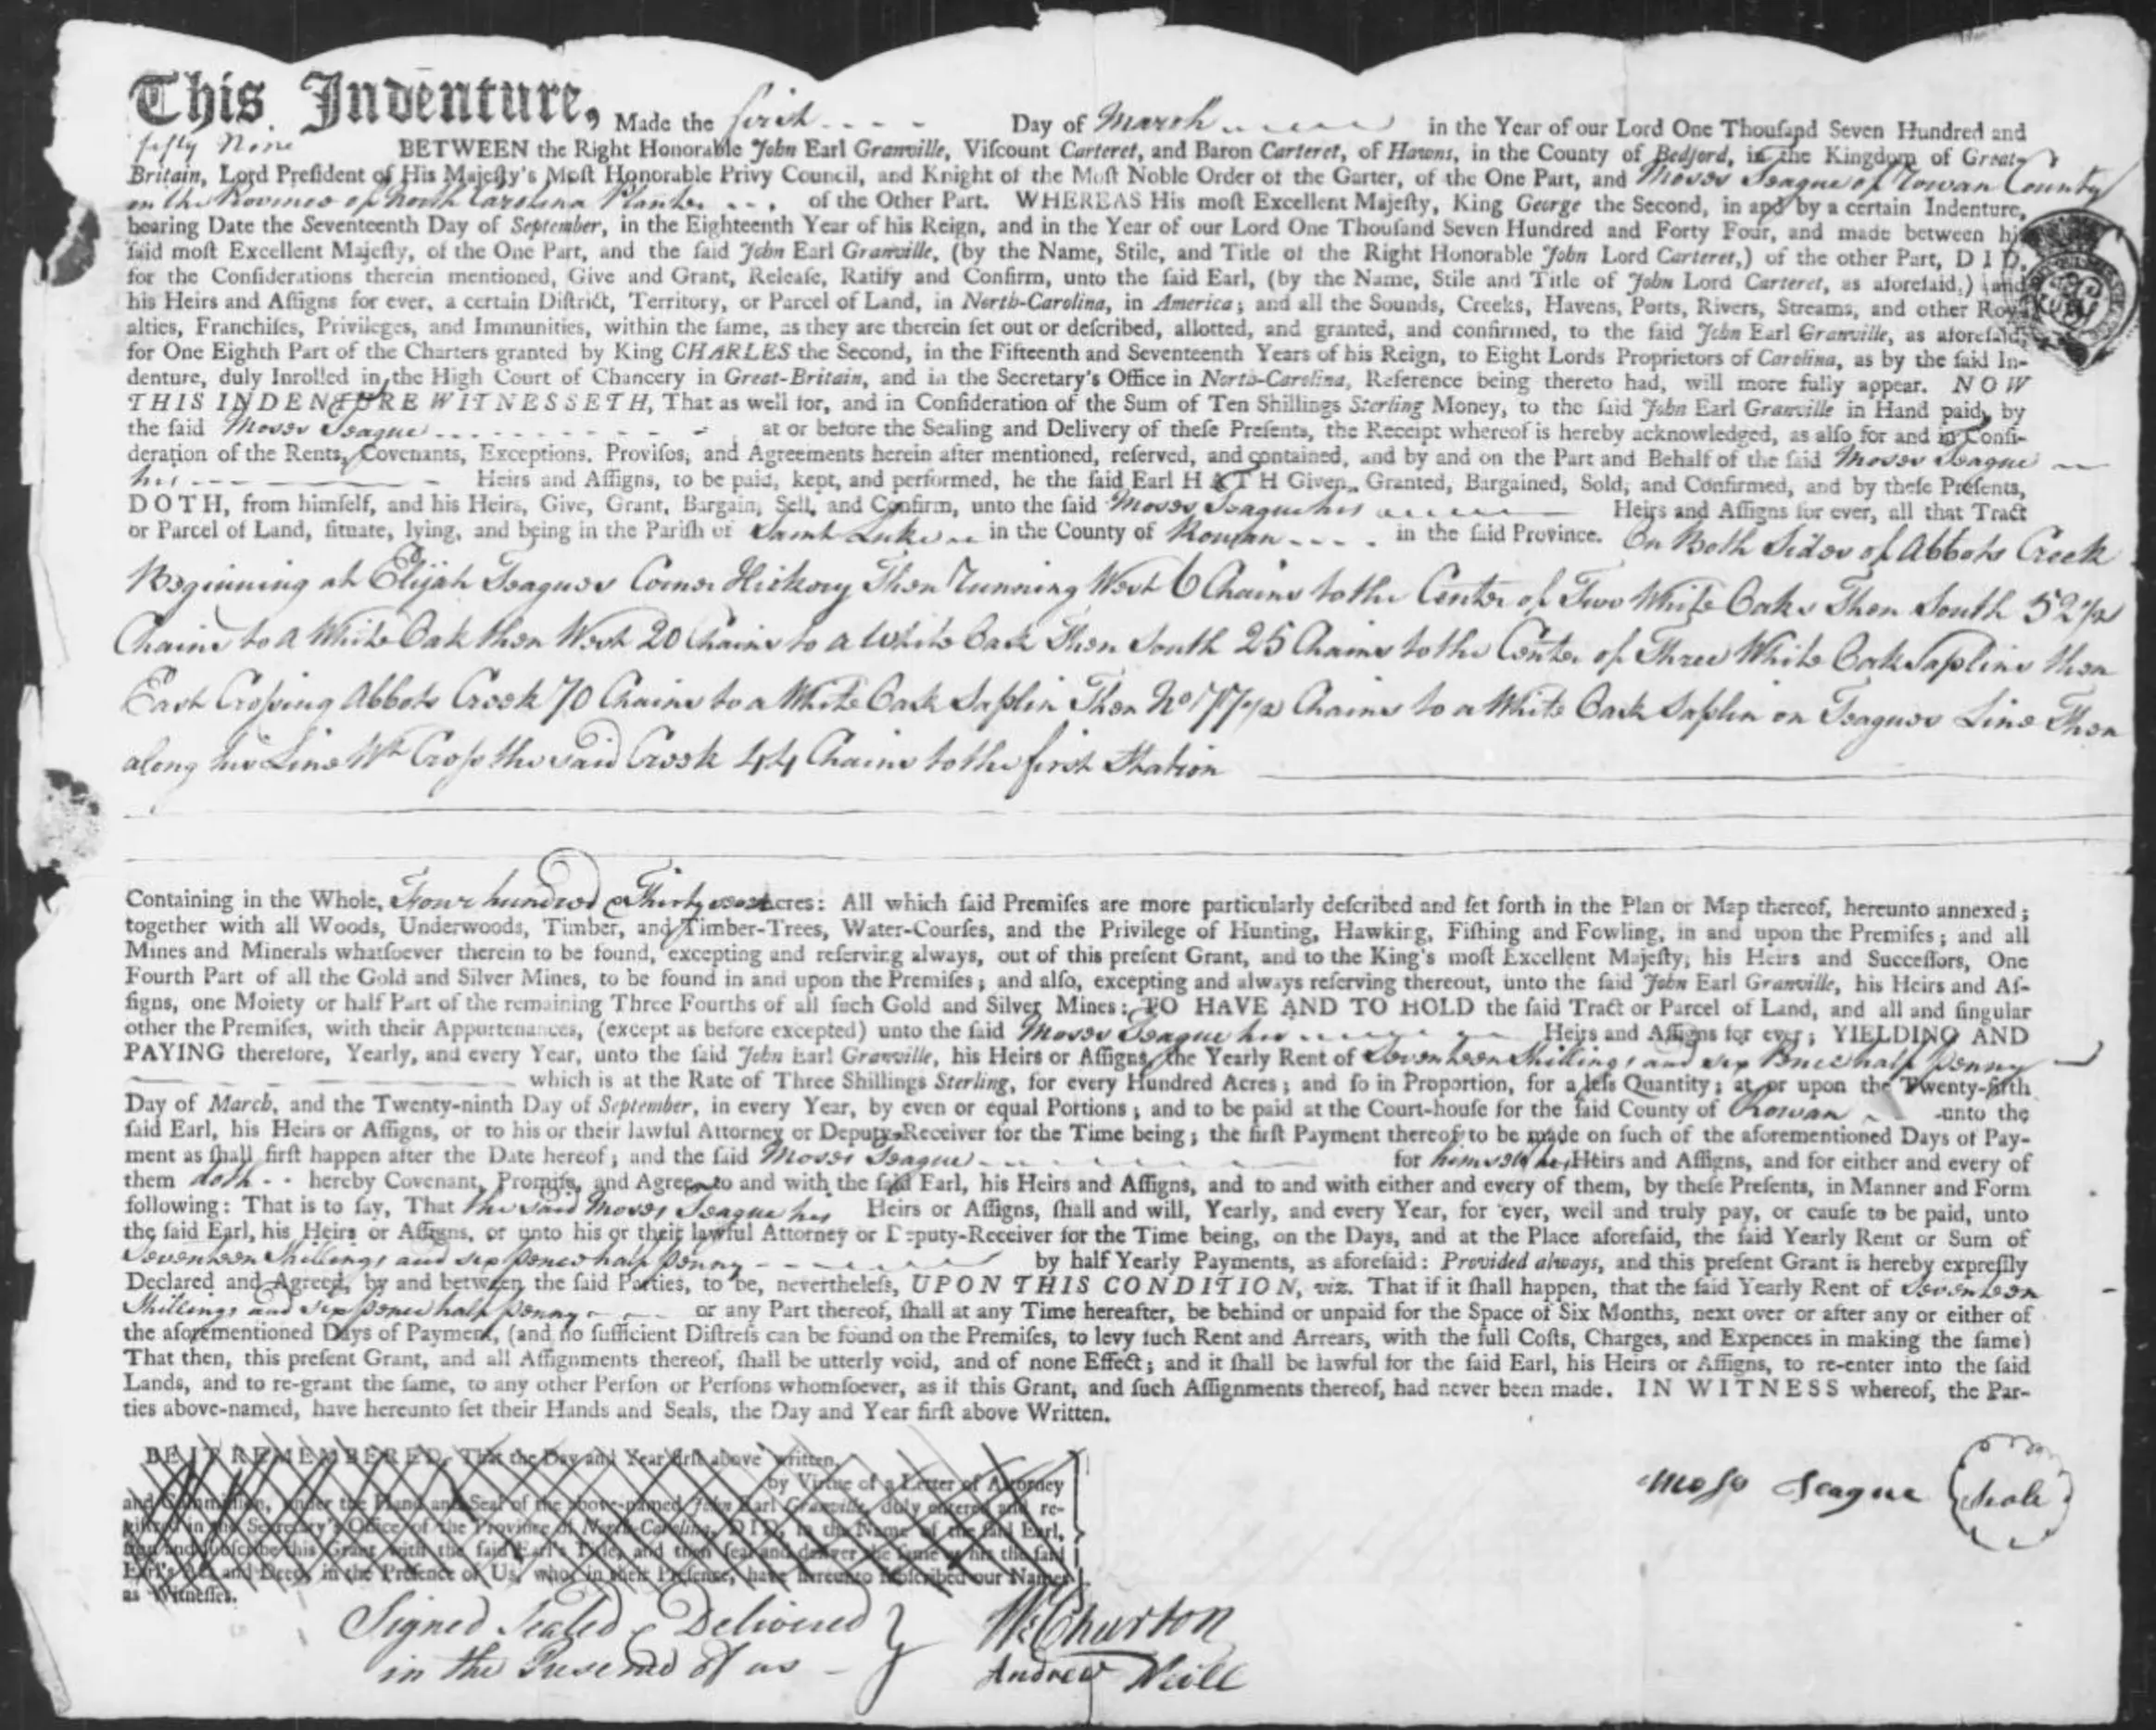 This Indenture, Made the first Day of March in the Year of our Lord One Thouſand Seven Hundred and
fifty Nine BETWEEN the Right Honorable John Earl Granville, Viſcount Carteret, and Baron Carteret, of Hawns, in the County of Bedford, in the Kingdom of Great-
Britain, Lord Preſident of His Majeſty's Moſt Honorable Privy Council, and Knight of the Moſt Noble Order of the Garter, of the One Part, and Moses Teague of Rowan County
in the Province of North Carolina Planter of the Other Part. WHEREAS His moſt Excellent Majeſty, King George the Second, in and by a certain Indenture,
bearing Date the Seventeenth Day of September, in the Eighteenth Year of his Reign, and in the Year of our Lord One Thouſand Seven Hundred and Forty Four, and made between his
ſaid moſt Excellent Majeſty, of the One Part, and the ſaid John Earl Granville, (by the Name, Stile, and Title of the Right Honorable John Lord Carteret,) of the other Part, DID,
for the Conſiderations therein mentioned, Give and Grant, Releaſe, Ratify and Confirm, unto the ſaid Earl, (by the Name, Stile and Title of John Lord Carteret, as aforeſaid,) and
his Heirs and Aſſigns for ever, a certain Diſtrict, Territory, or Parcel of Land, in North-Carolina, in America; and all the Sounds, Creeks, Havens, Ports, Rivers, Streams, and other Roy-
alties, Franchiſes, Privileges, and Immunities, within the ſame, as they are therein ſet out or deſcribed, allotted, and granted, and confirmed, to the ſaid John Earl Granville, as aforeſaid,
for One Eighth Part of the Charters granted by King CHARLES the Second, in the Fifteenth and Seventeenth Years of his Reign, to Eight Lords Proprietors of Carolina, as by the ſaid In-
denture, duly Inrolled in the High Court of Chancery in Great-Britain, and in the Secretary's Office in North-Carolina, Reference being thereto had, will more fully appear. NOW
THIS INDENTURE WITNESSETH, That as well for, and in Conſideration of the Sum of Ten Shillings Sterling Money, to the ſaid John Earl Granville in Hand paid, by
the ſaid Moses Teague at or before the Sealing and Delivery of theſe Preſents, the Receipt whereof is hereby acknowledged, as alſo for and in Conſi-
deration of the Rents, Covenants, Exceptions, Proviſos, and Agreements herein after mentioned, reſerved, and contained, and by and on the Part and Behalf of the ſaid Moses Teague
his Heirs and Aſſigns, to be paid, kept, and performed, he the ſaid Earl HATH Given, Granted, Bargained, Sold, and Confirmed, and by theſe Preſents,
DOTH, from himſelf, and his Heirs, Give, Grant, Bargain, Sell, and Confirm, unto the ſaid Moses Teague his Heirs and Aſſigns for ever, all that Tract
or Parcel of Land, ſituate, lying, and being in the Pariſh of Saint Luke in the County of Rowan in the ſaid Province. On Both Sides of Abbots Creek
Beginning at Elijah Teagues Corner Hickory Then Running West 6 Chains to the Center of Two White Oaks Then South 52 1/2
Chains to a White Oak then West 20 Chains to a White Oak Then South 25 Chains to the Center of Three White Oak Saplins then
East Crossing Abbots Creek 70 Chains to a White Oak Saplin Then No 77 1/2 Chains to a White Oak Saplin on Teagues Line Then
along his Line Wt Cross the said Creek 44 Chains to the first Station
Containing in the Whole, Four hundred & Thirty Acres: All which ſaid Premiſes are more particularly deſcribed and ſet forth in the Plan or Map thereof, hereunto annexed;
together with all Woods, Underwoods, Timber, and Timber-Trees, Water-Courſes, and the Privilege of Hunting, Hawking, Fiſhing and Fowling, in and upon the Premiſes; and all
Mines and Minerals whatſoever therein to be found, excepting and reſerving always, out of this preſent Grant, and to the King's moſt Excellent Majeſty, his Heirs and Succeſſors, One
Fourth Part of all the Gold and Silver Mines, to be found in and upon the Premiſes; and alſo, excepting and always reſerving thereout, unto the ſaid John Earl Granville, his Heirs and Aſ-
ſigns, one Moiety or half Part of the remaining Three Fourths of all ſuch Gold and Silver Mines: TO HAVE AND TO HOLD the ſaid Tract or Parcel of Land, and all and ſingular
other the Premiſes, with their Appurtenances, (except as before excepted) unto the ſaid Moses Teague his Heirs and Aſſigns for ever; YIELDING AND
PAYING therefore, Yearly, and every Year, unto the ſaid John Earl Granville, his Heirs or Aſſigns, the Yearly Rent of Seventeen Shillings and six Pence half Penny
which is at the Rate of Three Shillings Sterling, for every Hundred Acres; and ſo in Proportion, for a leſs Quantity; at or upon the Twenty-fifth
Day of March, and the Twenty-ninth Day of September, in every Year, by even or equal Portions; and to be paid at the Court-houſe for the ſaid County of Rowan unto the
ſaid Earl, his Heirs or Aſſigns, or to his or their lawful Attorney or Deputy-Receiver for the Time being; the firſt Payment thereof to be made on ſuch of the aforementioned Days of Pay-
ment as ſhall firſt happen after the Date hereof; and the ſaid Moses Teague for himself his Heirs and Aſſigns, and for either and every of
them doth hereby Covenant, Promiſe, and Agree to and with the ſaid Earl, his Heirs and Aſſigns, and to and with either and every of them, by theſe Preſents, in Manner and Form
following: That is to ſay, That the said Moses Teague his Heirs or Aſſigns, ſhall and will, Yearly, and every Year, for ever, well and truly pay, or cauſe to be paid, unto
the ſaid Earl, his Heirs or Aſſigns, or unto his or their lawful Attorney or Deputy-Receiver for the Time being, on the Days, and at the Place aforeſaid, the ſaid Yearly Rent or Sum of
Seventeen Shillings and six pence half penny by half Yearly Payments, as aforeſaid: Provided always, and this preſent Grant is hereby expreſſly
Declared and Agreed, by and between the ſaid Parties, to be, nevertheleſs, UPON THIS CONDITION, viz. That if it ſhall happen, that the ſaid Yearly Rent of Seventeen
Shillings and six pence half penny or any Part thereof, ſhall at any Time hereafter, be behind or unpaid for the Space of Six Months, next over or after any or either of
the aforementioned Days of Payment, (and no ſufficient Diſtreſs can be found on the Premiſes, to levy ſuch Rent and Arrears, with the full Coſts, Charges, and Expences in making the ſame)
That then, this preſent Grant, and all Aſſignments thereof, ſhall be utterly void, and of none Effect; and it ſhall be lawful for the ſaid Earl, his Heirs or Aſſigns, to re-enter into the ſaid
Lands, and to re-grant the ſame, to any other Perſon or Perſons whomſoever, as if this Grant, and ſuch Aſſignments thereof, had never been made. IN WITNESS whereof, the Par-
ties above-named, have hereunto ſet their Hands and Seals, the Day and Year firſt above Written.
BE IT REMEMBERED, That the Day and Year firſt above written,
by Virtue of a Letter of Attorney
and Commiſſion, under the Hand and Seal of the above-named John Earl Granville, duly entered and re-
giſtered in the Secretary's Office of the Province of North-Carolina, DID, in the Name of the ſaid Earl,
ſign and ſubſcribe this Grant with the ſaid Earl's Title, and then ſeal and deliver the ſame as his the ſaid
Earl's Act and Deed, in the Preſence of Us, who, in their Preſence, have hereunto ſubſcribed our Names
as Witneſſes.
Moses Teague Seale
Signed Sealed & Delivered
in the Presence of us
W Churton
Andrew Neill